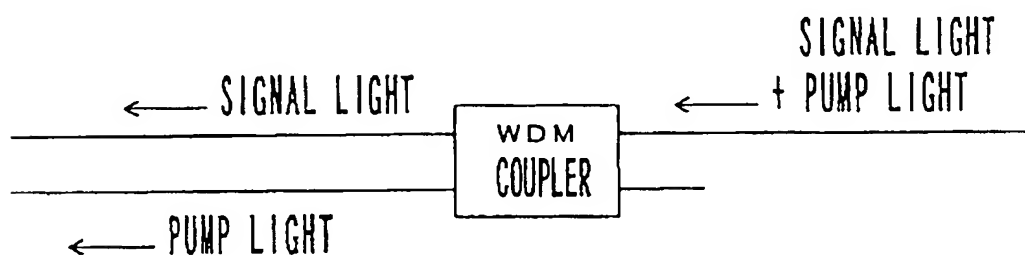 SIGNAL LIGHT
+ PUMP LIGHT
SIGNAL LIGHT
WDM
COUPLER
PUMP LIGHT